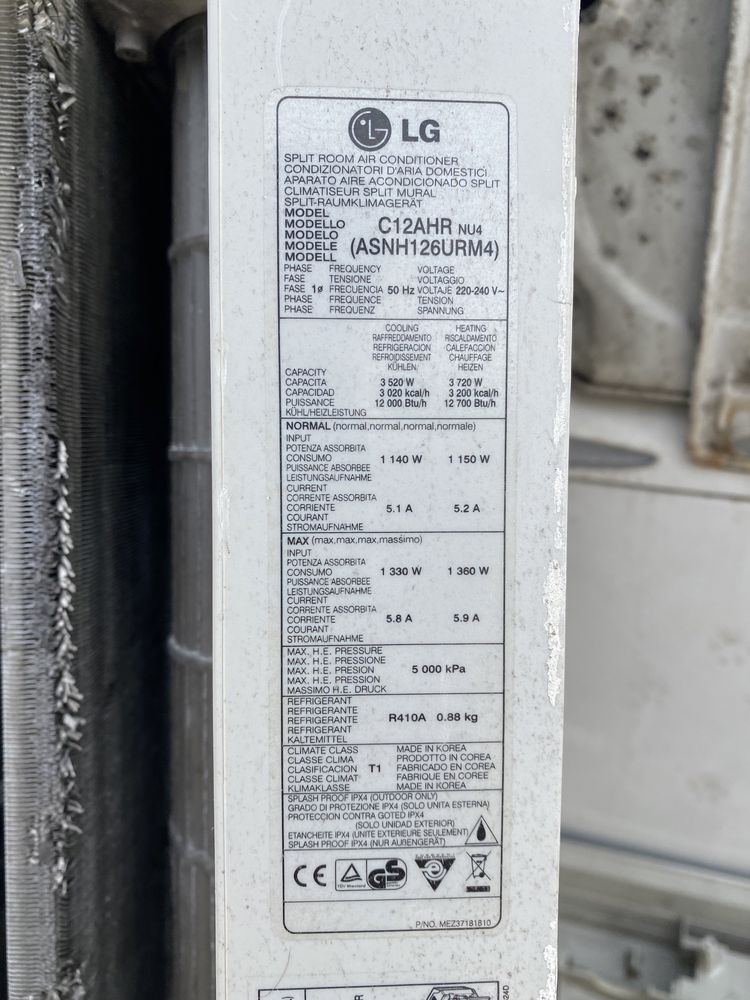 LG
SPLIT ROOM AIR CONDITIONER
CONDIZIONATORI D'ARIA DOMESTICI
APARATO AIRE ACONDICIONADO SPLIT
CLIMATISEUR SPLIT MURAL
SPLIT-RAUMKLIMAGERÄT
MODEL
MODELLO
MODELO
MODELE
MODELL
C12AHR NU4
(ASNH126URM4)
PHASE FREQUENCY VOLTAGE
FASE TENSIONE VOLTAGGIO
FASE 1ø FRECUENCIA 50 Hz VOLTAJE 220-240 V~
PHASE FREQUENCE TENSION
PHASE FREQUENZ SPANNUNG
COOLING HEATING
RAFFREDDAMENTO RISCALDAMENTO
REFRIGERACION CALEFACCION
REFROIDISSEMENT CHAUFFAGE
KÜHLEN HEIZEN
CAPACITY
CAPACITA 3 520 W 3 720 W
CAPACIDAD 3 020 kcal/h 3 200 kcal/h
PUISSANCE 12 000 Btu/h 12 700 Btu/h
KÜHL/HEIZLEISTUNG
NORMAL (normal,normal,normal,normale)
INPUT
POTENZA ASSORBITA
CONSUMO 1 140 W 1 150 W
PUISSANCE ABSORBEE
LEISTUNGSAUFNAHME
CURRENT
CORRENTE ASSORBITA
CORRIENTE 5.1 A 5.2 A
COURANT
STROMAUFNAHME
MAX (max,max,max,massimo)
INPUT
POTENZA ASSORBITA
CONSUMO 1 330 W 1 360 W
PUISSANCE ABSORBEE
LEISTUNGSAUFNAHME
CURRENT
CORRENTE ASSORBITA
CORRIENTE 5.8 A 5.9 A
COURANT
STROMAUFNAHME
MAX. H.E. PRESSURE
MAX. H.E. PRESSIONE
MAX. H.E. PRESION 5 000 kPa
MAX. H.E. PRESSION
MASSIMO H.E. DRUCK
REFRIGERANT
REFRIGERANTE
REFRIGERANTE R410A 0.88 kg
REFRIGERANT
KALTEMITTEL
CLIMATE CLASS MADE IN KOREA
CLASSE CLIMA PRODOTTO IN COREA
CLASIFICACION T1 FABRICADO EN COREA
CLASSE CLIMAT FABRIQUE EN COREE
KLIMAKLASSE MADE IN KOREA
SPLASH PROOF IPX4 (OUTDOOR ONLY)
GRADO DI PROTEZIONE IPX4 (SOLO UNITA ESTERNA)
PROTECCION CONTRA GOTEO IPX4
(SOLO UNIDAD EXTERIOR)
ETANCHEITE IPX4 (UNITE EXTERIEURE SEULEMENT)
SPLASH PROOF IPX4 (NUR AUßENGERÄT)
CE GS
P/NO. MEZ37181810